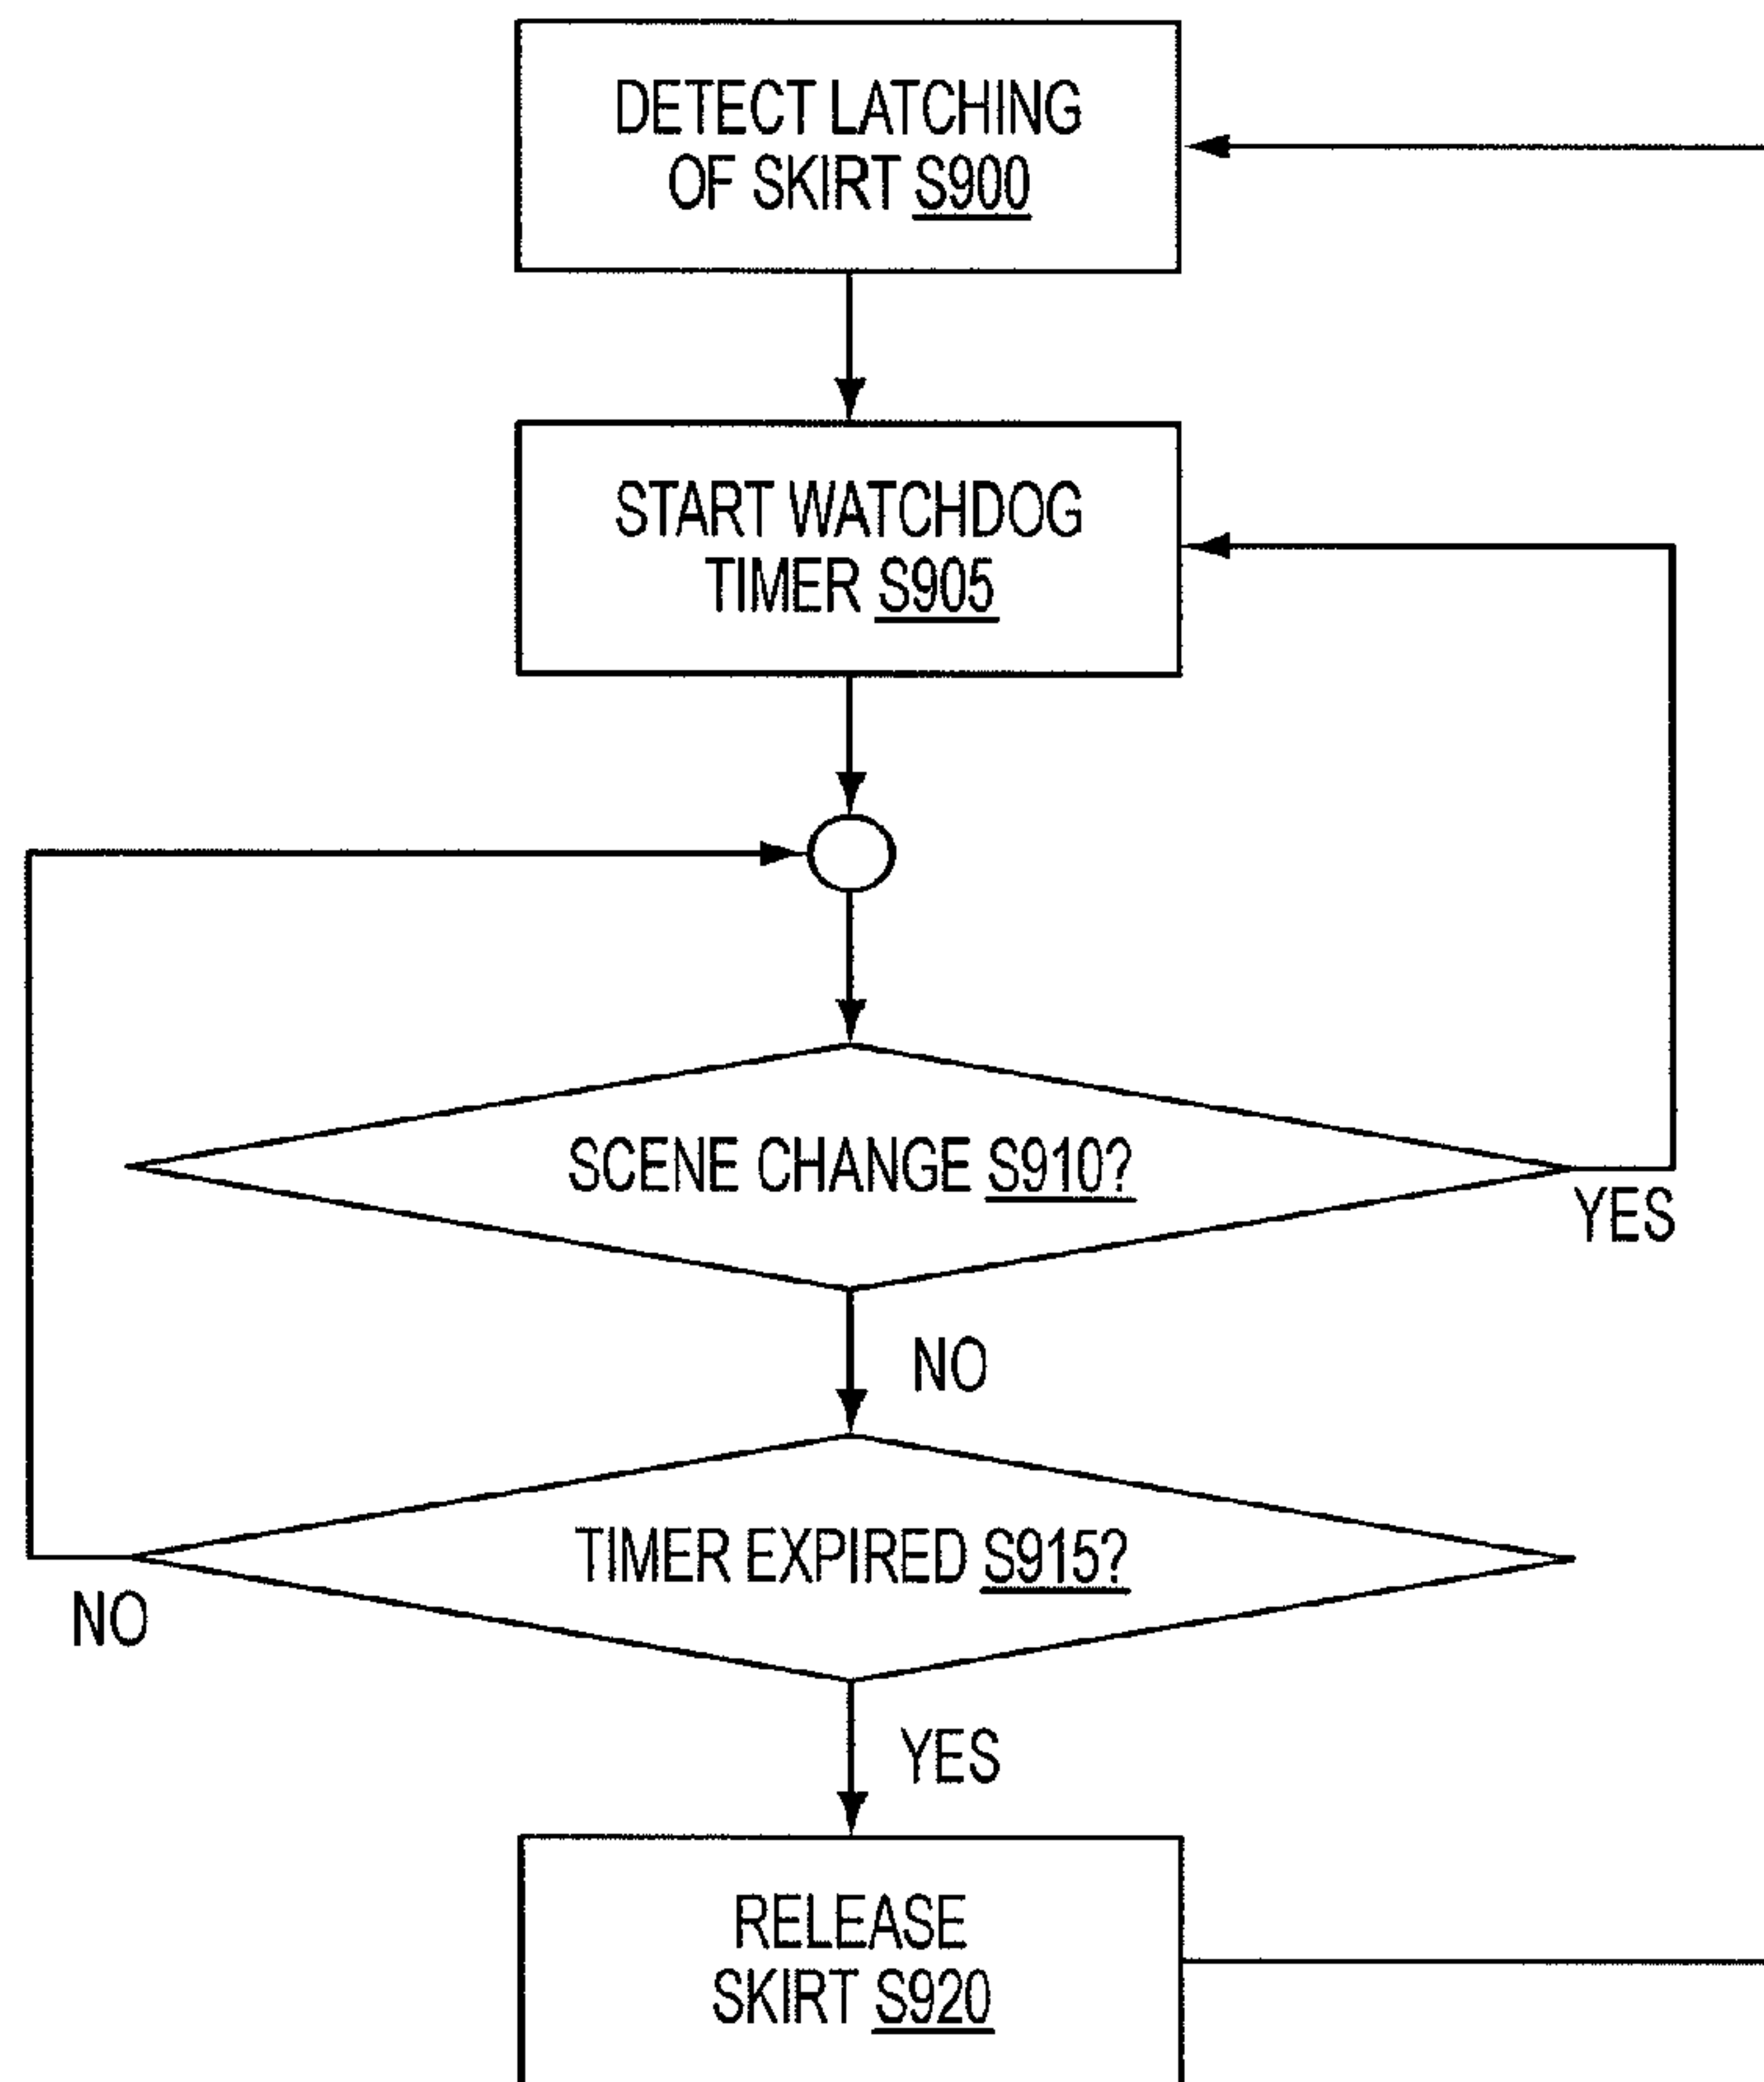 DETECT LATCHING
OF SKIRT S900
START WATCHDOG
TIMER S905
SCENE CHANGE S910?
YES
NO
TIMER EXPIRED S915?
NO
YES
RELEASE
SKIRT S920